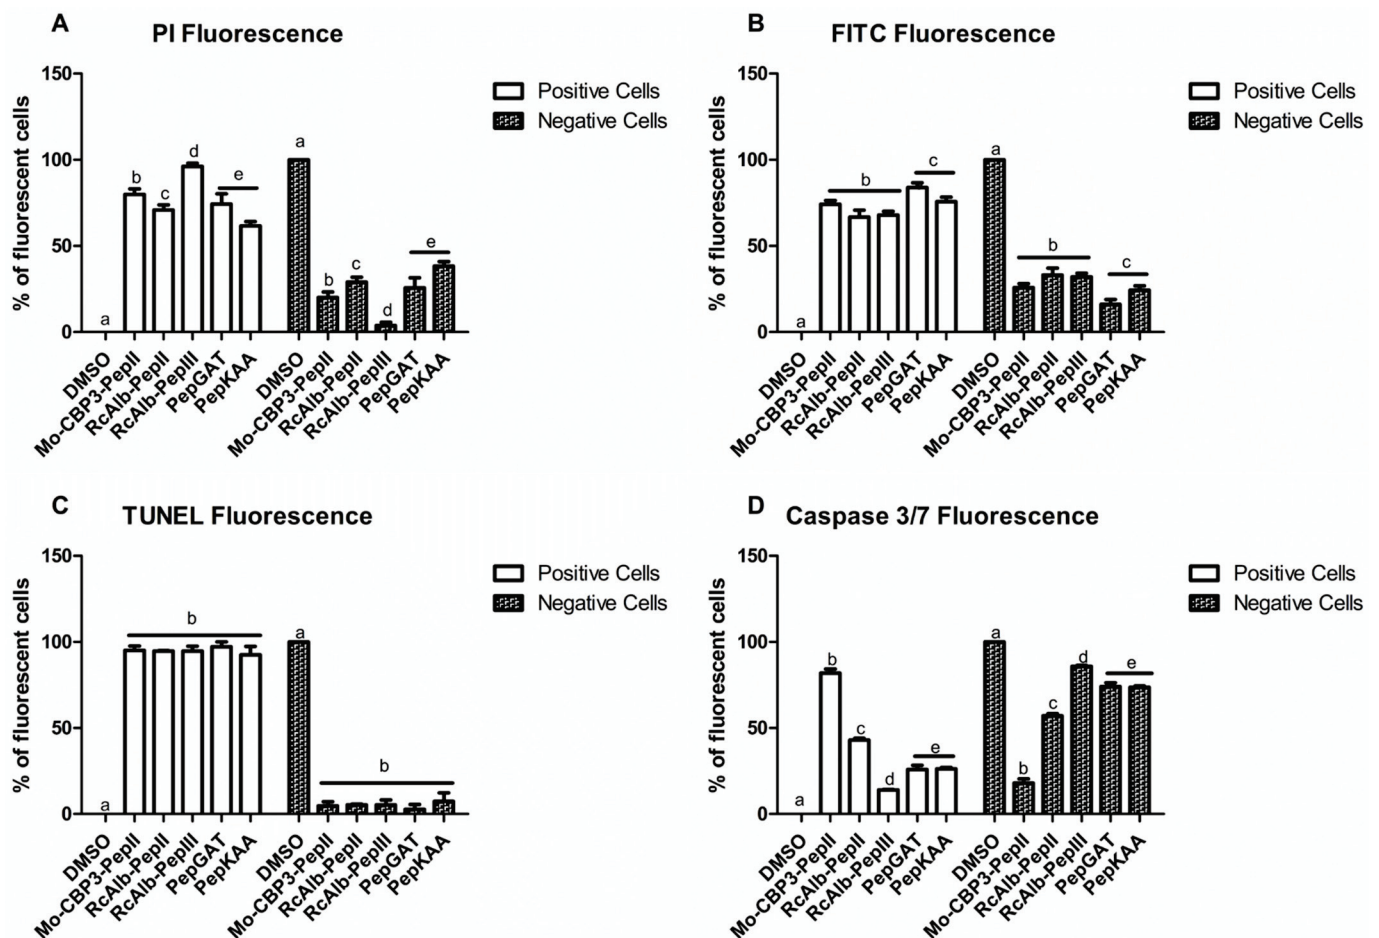 A
PI Fluorescence
% of fluorescent cells
150
100
50
0
a
b
c
d
e
a
b
c
d
e
Positive Cells
Negative Cells
DMSO
Mo-CBP3-PepII
RcAlb-PepII
RcAlb-PepIII
PepGAT
PepKAA
DMSO
Mo-CBP3-PepII
RcAlb-PepII
RcAlb-PepIII
PepGAT
PepKAA
B
FITC Fluorescence
% of fluorescent cells
150
100
50
0
a
b
c
a
b
c
Positive Cells
Negative Cells
DMSO
Mo-CBP3-PepII
RcAlb-PepII
RcAlb-PepIII
PepGAT
PepKAA
DMSO
Mo-CBP3-PepII
RcAlb-PepII
RcAlb-PepIII
PepGAT
PepKAA
C
TUNEL Fluorescence
% of fluorescent cells
150
100
50
0
a
b
a
b
Positive Cells
Negative Cells
DMSO
Mo-CBP3-PepII
RcAlb-PepII
RcAlb-PepIII
PepGAT
PepKAA
DMSO
Mo-CBP3-PepII
RcAlb-PepII
RcAlb-PepIII
PepGAT
PepKAA
D
Caspase 3/7 Fluorescence
% of fluorescent cells
150
100
50
0
a
b
c
d
e
a
b
c
d
e
Positive Cells
Negative Cells
DMSO
Mo-CBP3-PepII
RcAlb-PepII
RcAlb-PepIII
PepGAT
PepKAA
DMSO
Mo-CBP3-PepII
RcAlb-PepII
RcAlb-PepIII
PepGAT
PepKAA